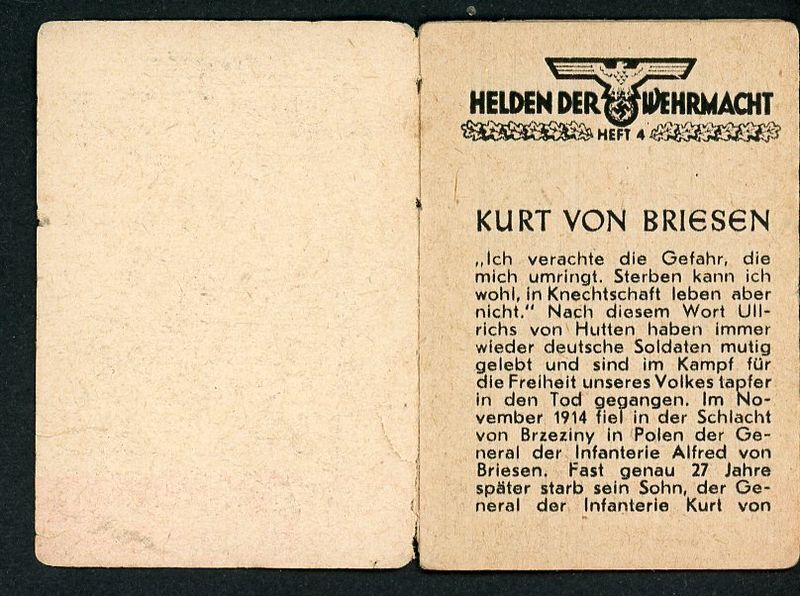 HELDEN DER WEHRMACHT
HEFT 4
KURT VON BRIESEN
„Ich verachte die Gefahr, die
mich umringt. Sterben kann ich
wohl, in Knechtschaft leben aber
nicht.“ Nach diesem Wort Ull-
richs von Hutten haben immer
wieder deutsche Soldaten mutig
gelebt und sind im Kampf für
die Freiheit unseres Volkes tapfer
in den Tod gegangen. Im No-
vember 1914 fiel in der Schlacht
von Brzeziny in Polen der Ge-
neral der Infanterie Alfred von
Briesen. Fast genau 27 Jahre
später starb sein Sohn, der Ge-
neral der Infanterie Kurt von